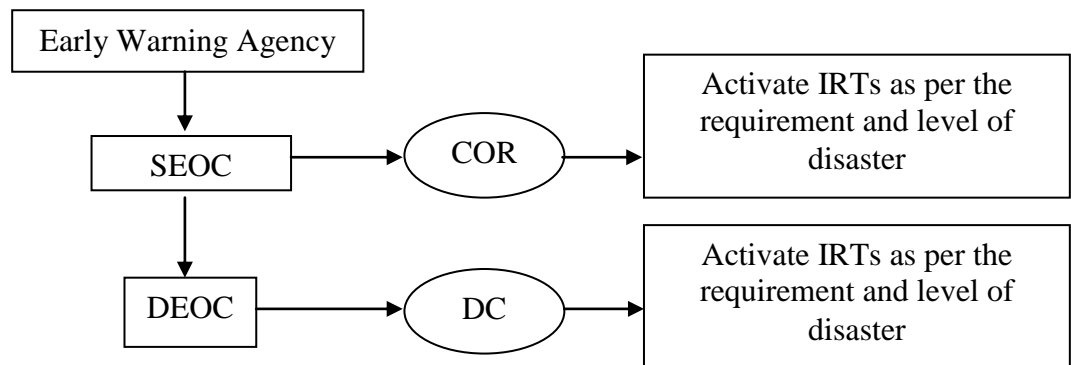 Early Warning Agency
SEOC
COR
Activate IRTs as per the
requirement and level of
disaster
DEOC
DC
Activate IRTs as per the
requirement and level of
disaster